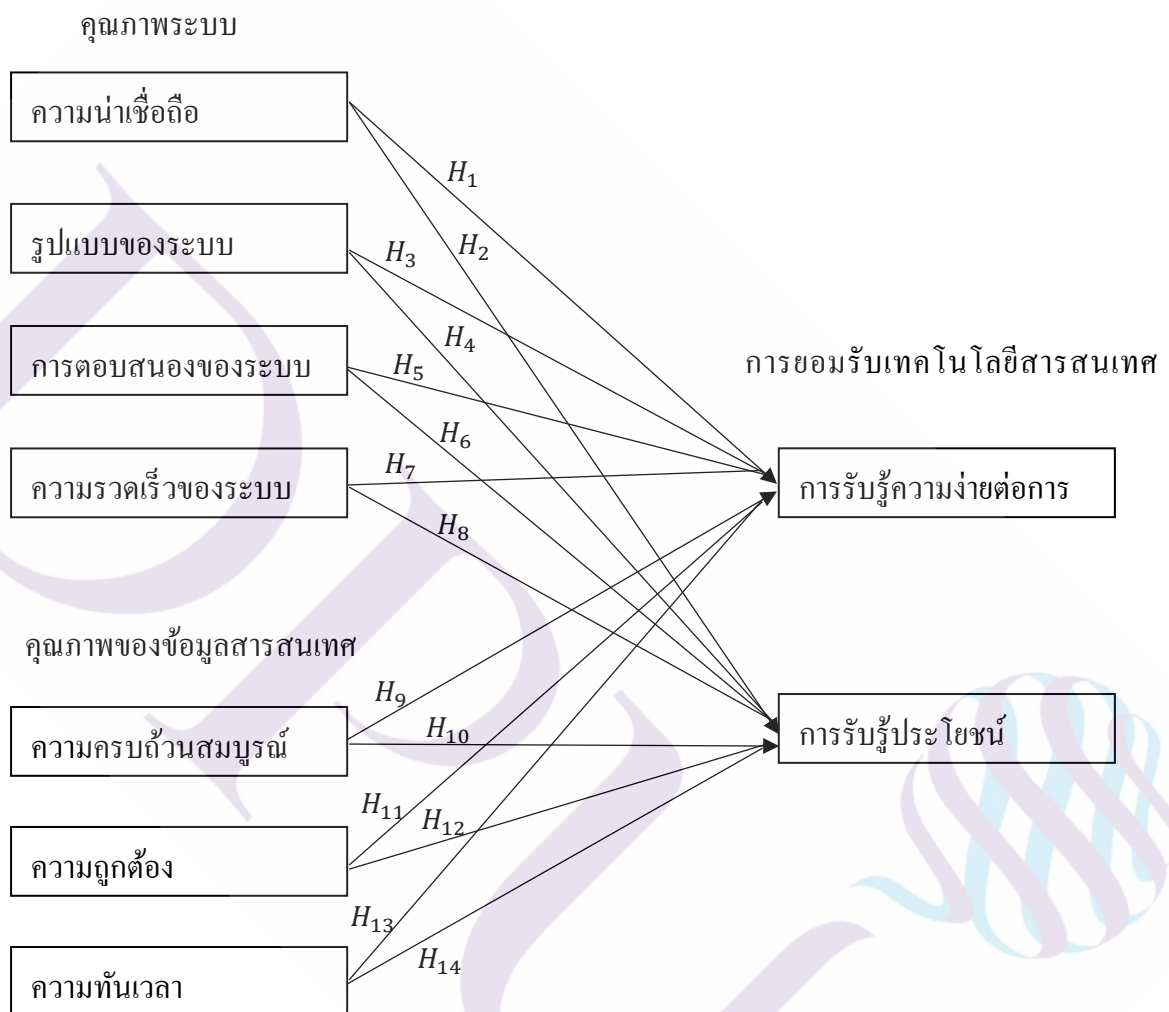 คุณภาพระบบ
ความน่าเชื่อถือ
H₁
รูปแบบของระบบ
H₃
H₂
H₄
การตอบสนองของระบบ
H₅
การยอมรับเทคโนโลยีสารสนเทศ
H₆
ความรวดเร็วของระบบ
H₇
การรับรู้ความง่ายต่อการ
H₈
คุณภาพของข้อมูลสารสนเทศ
H₉
ความครบถ้วนสมบูรณ์
H₁₀
การรับรู้ประโยชน์
H₁₁
H₁₂
ความถูกต้อง
H₁₃
H₁₄
ความทันเวลา